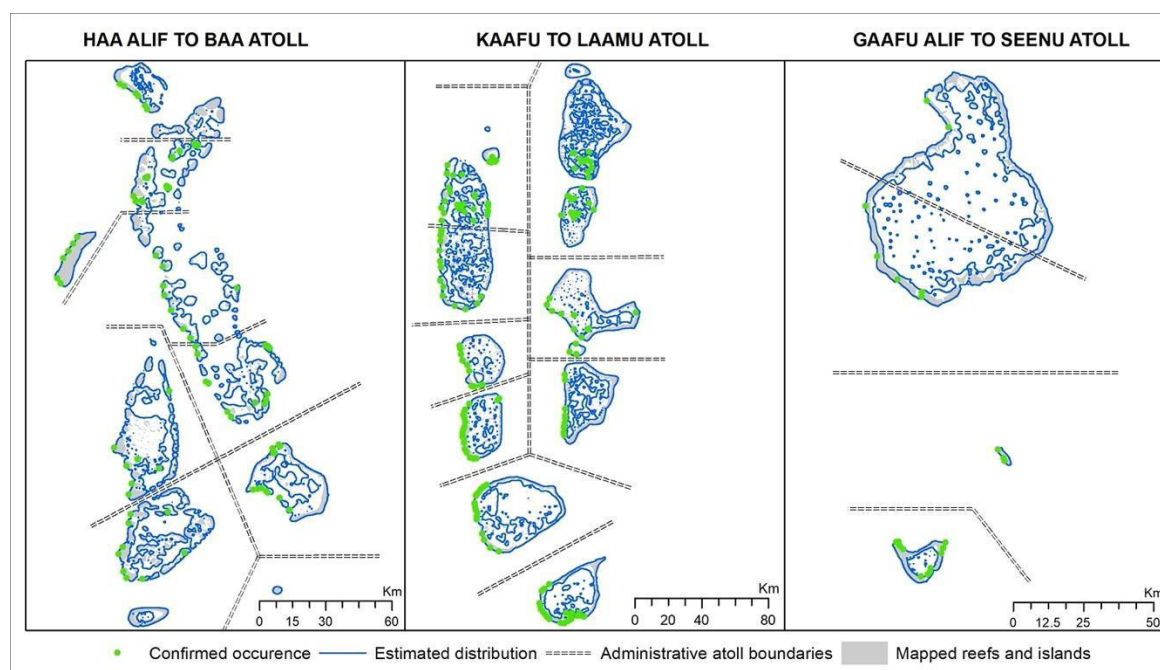 HAA ALIF TO BAA ATOLL
KAAFU TO LAAMU ATOLL
GAAFU ALIF TO SEENU ATOLL
Km
0 15 30 60
Km
0 20 40 80
Km
0 12.5 25 50
Confirmed occurence Estimated distribution Administrative atoll boundaries Mapped reefs and islands